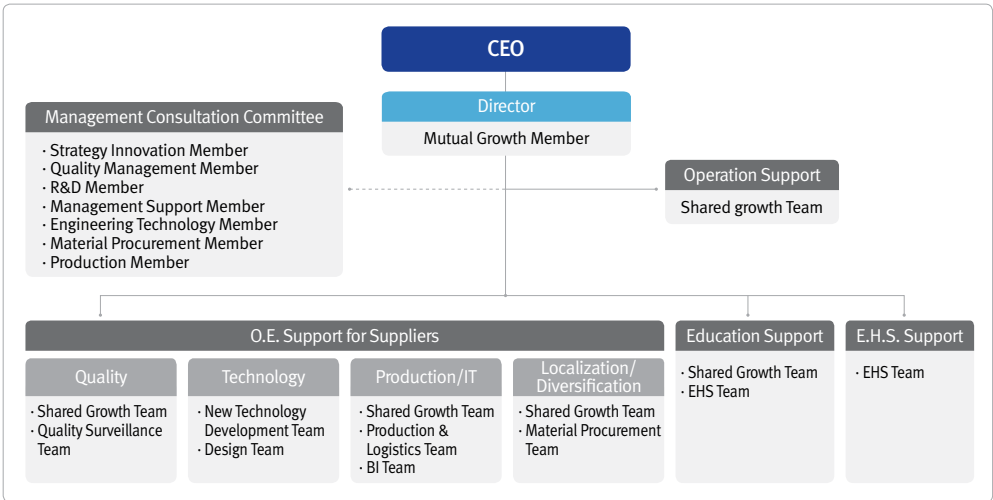 CEO
Director
Mutual Growth Member
Management Consultation Committee
· Strategy Innovation Member
· Quality Management Member
· R&D Member
· Management Support Member
· Engineering Technology Member
· Material Procurement Member
· Production Member
Operation Support
Shared growth Team
O.E. Support for Suppliers
Quality
· Shared Growth Team
· Quality Surveillance
Team
Technology
· New Technology
Development Team
· Design Team
Production/IT
· Shared Growth Team
· Production &
Logistics Team
· BI Team
Localization/
Diversification
· Shared Growth Team
· Material Procurement
Team
Education Support
· Shared Growth Team
· EHS Team
E.H.S. Support
· EHS Team